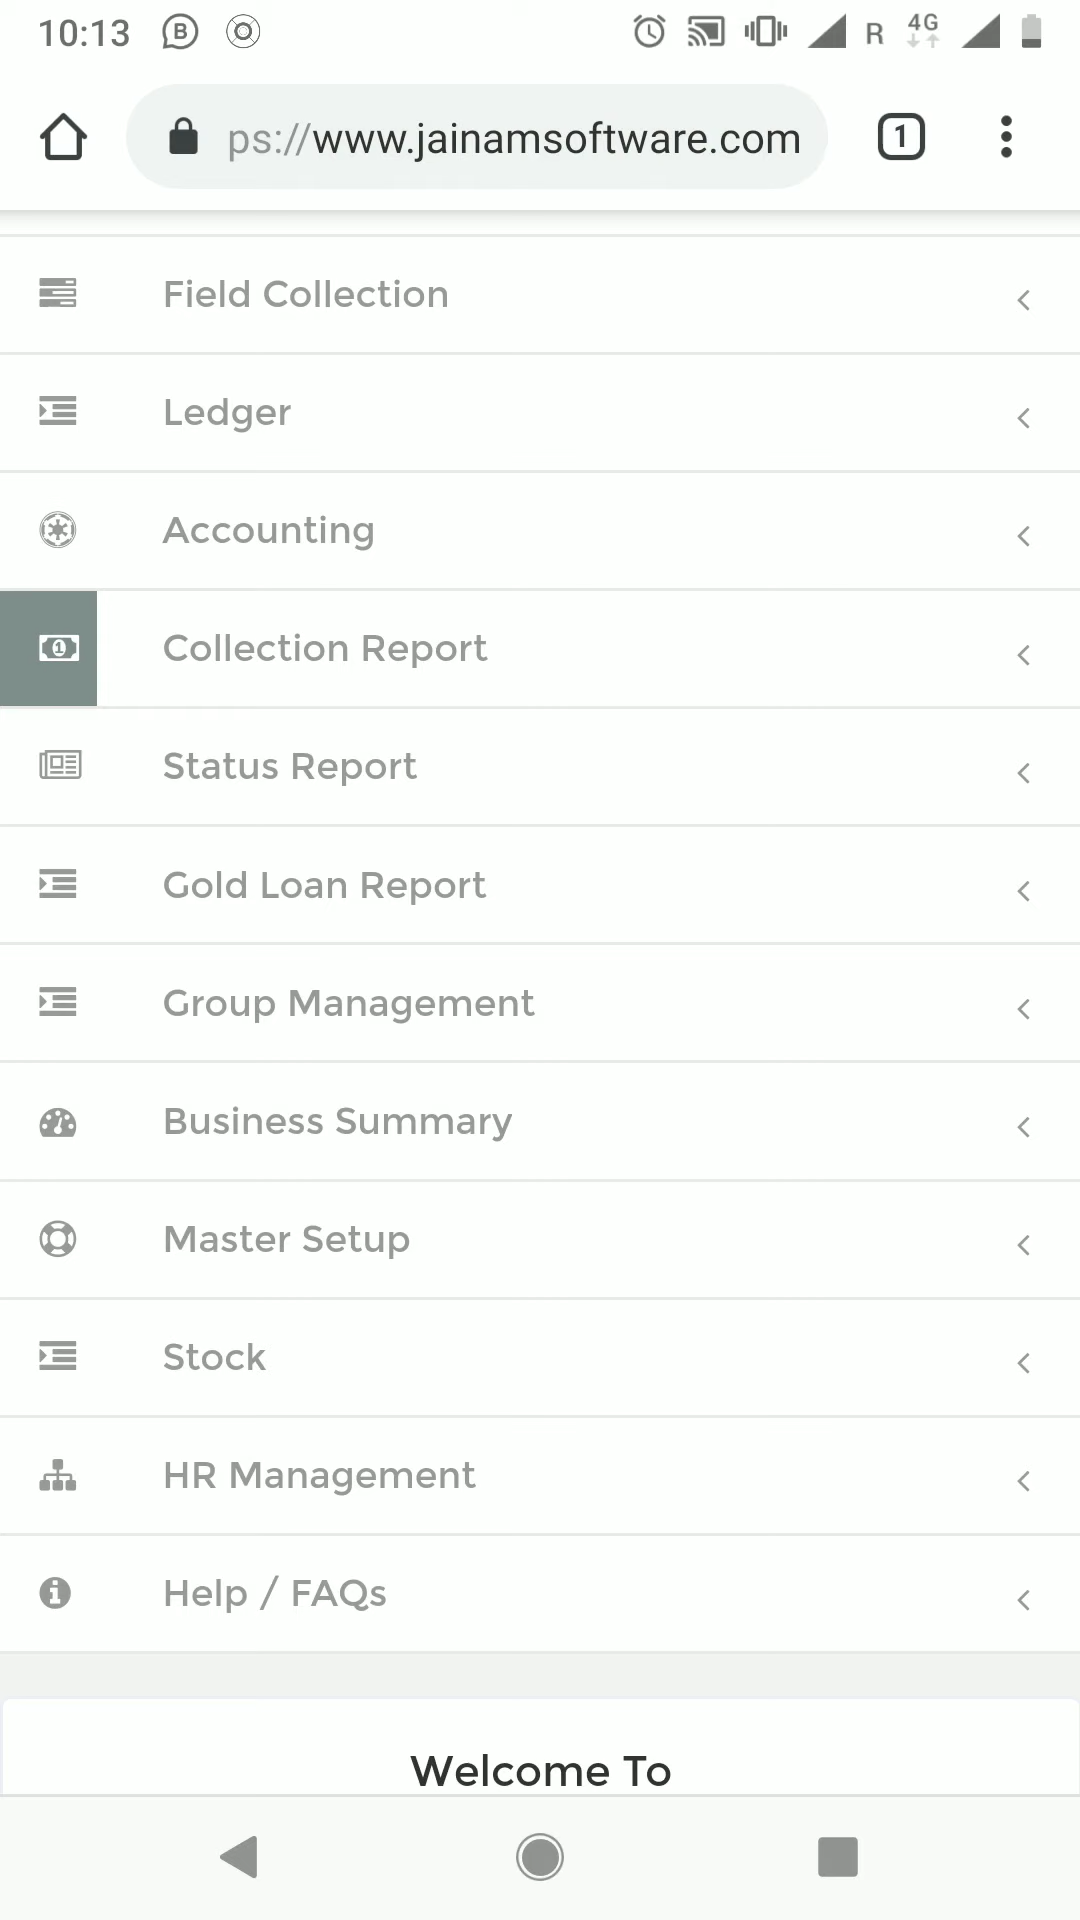 10:13
R 4G
ps://www.jainamsoftware.com
1
Field Collection
Ledger
Accounting
Collection Report
Status Report
Gold Loan Report
Group Management
Business Summary
Master Setup
Stock
HR Management
Help / FAQs
Welcome To